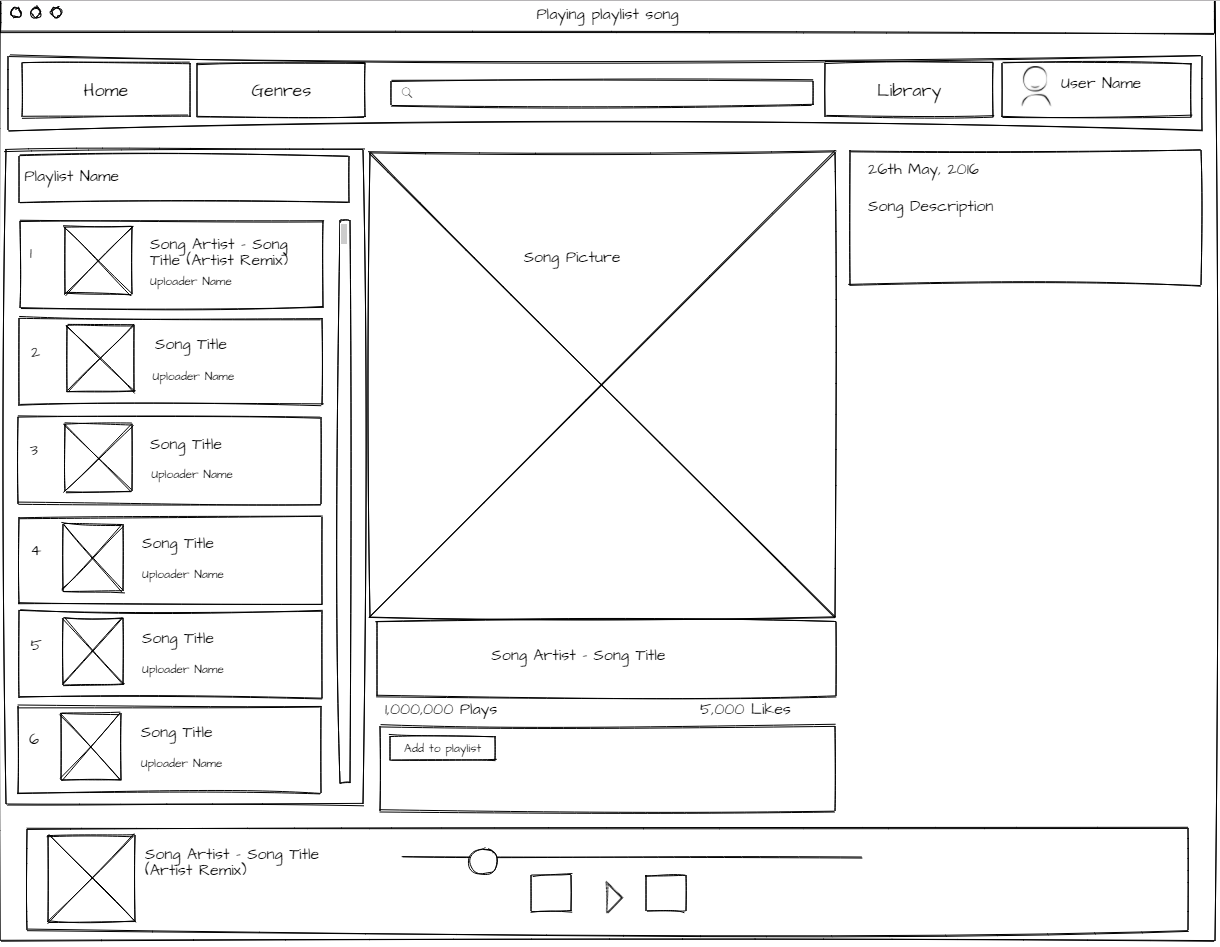 Playing playlist song
Home
Genres
Library
User Name
Playlist Name
1
Song Artist - Song
Title (Artist Remix)
Uploader Name
2
Song Title
Uploader Name
3
Song Title
Uploader Name
4
Song Title
Uploader Name
5
Song Title
Uploader Name
6
Song Title
Uploader Name
Song Picture
Song Artist - Song Title
1,000,000 Plays
5,000 Likes
Add to playlist
26th May, 2016
Song Description
Song Artist - Song Title
(Artist Remix)